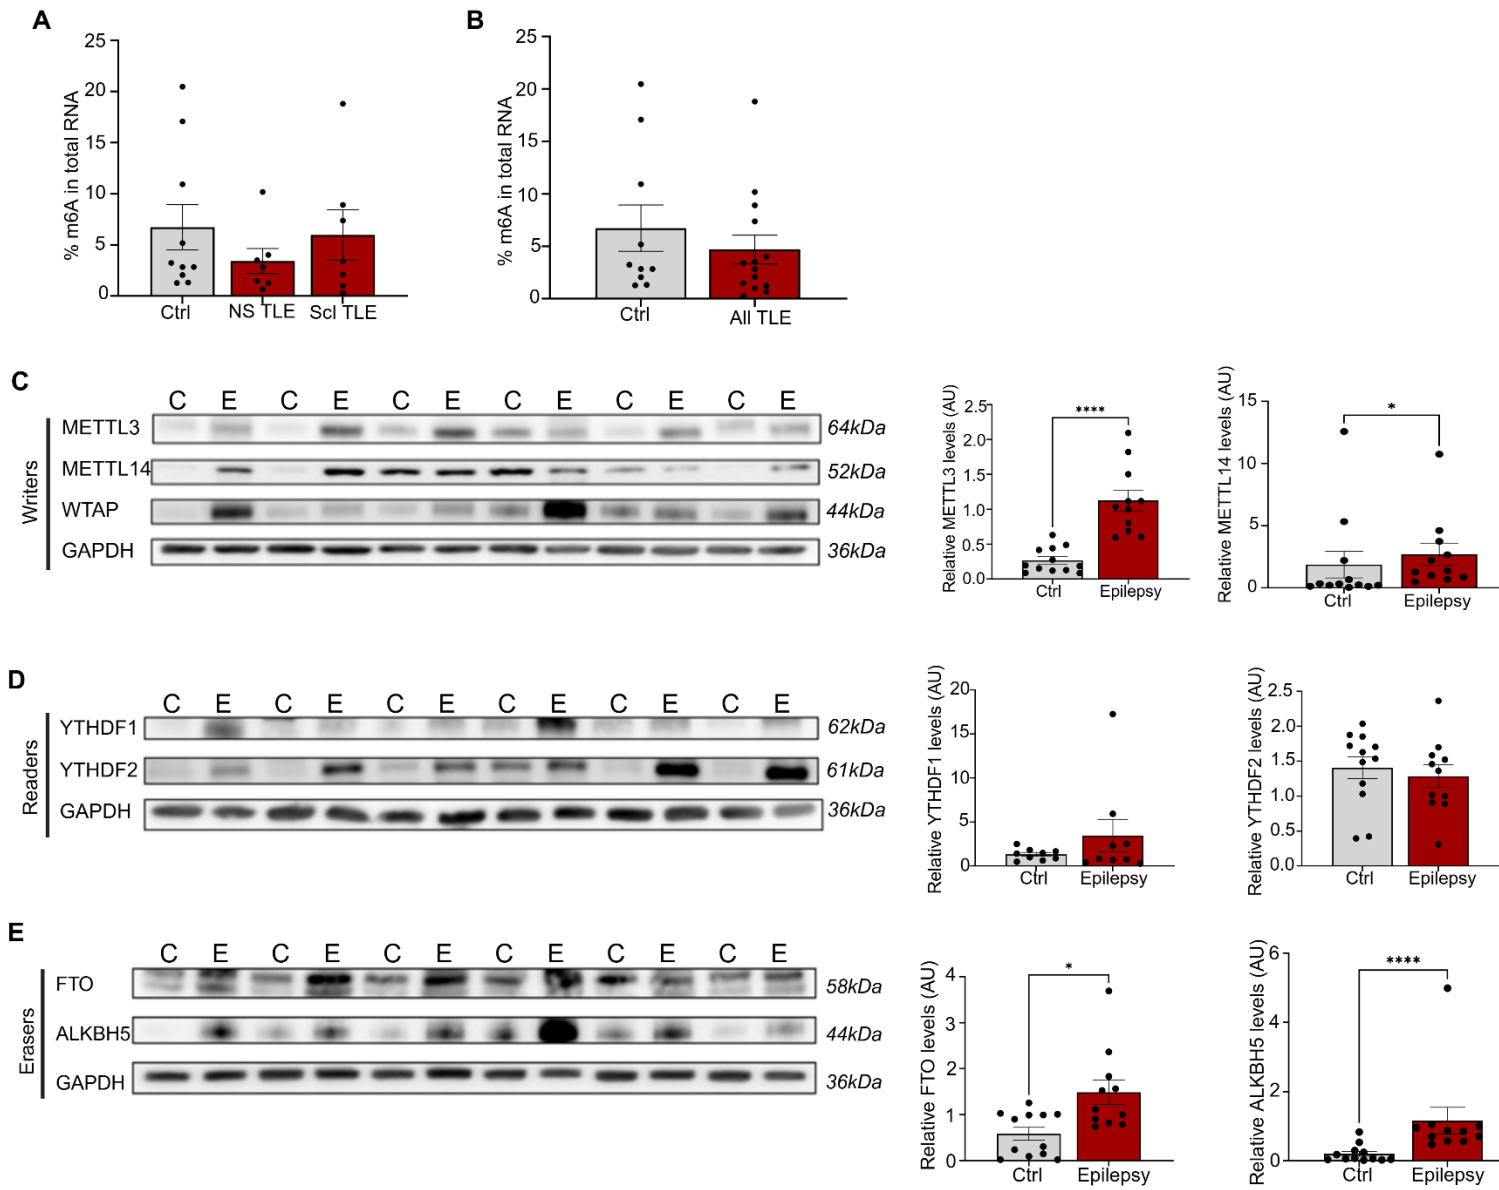 A
B
% m6A in total RNA
25
20
15
10
5
0
Ctrl
NS TLE
Scl TLE
% m6A in total RNA
25
20
15
10
5
0
Ctrl
All TLE
C
Writers
C E C E C E C E C E C E
METTL3 64kDa
METTL14 52kDa
WTAP 44kDa
GAPDH 36kDa
Relative METTL3 levels (AU)
2.5
2.0
1.5
1.0
0.5
0.0
****
Ctrl
Epilepsy
Relative METTL14 levels (AU)
15
10
5
0
*
Ctrl
Epilepsy
D
Readers
C E C E C E C E C E C E
YTHDF1 62kDa
YTHDF2 61kDa
GAPDH 36kDa
Relative YTHDF1 levels (AU)
20
15
10
5
0
Ctrl
Epilepsy
Relative YTHDF2 levels (AU)
2.5
2.0
1.5
1.0
0.5
0.0
Ctrl
Epilepsy
E
Erasers
C E C E C E C E C E C E
FTO 58kDa
ALKBH5 44kDa
GAPDH 36kDa
Relative FTO levels (AU)
4
3
2
1
0
*
Ctrl
Epilepsy
Relative ALKBH5 levels (AU)
6
4
2
0
****
Ctrl
Epilepsy